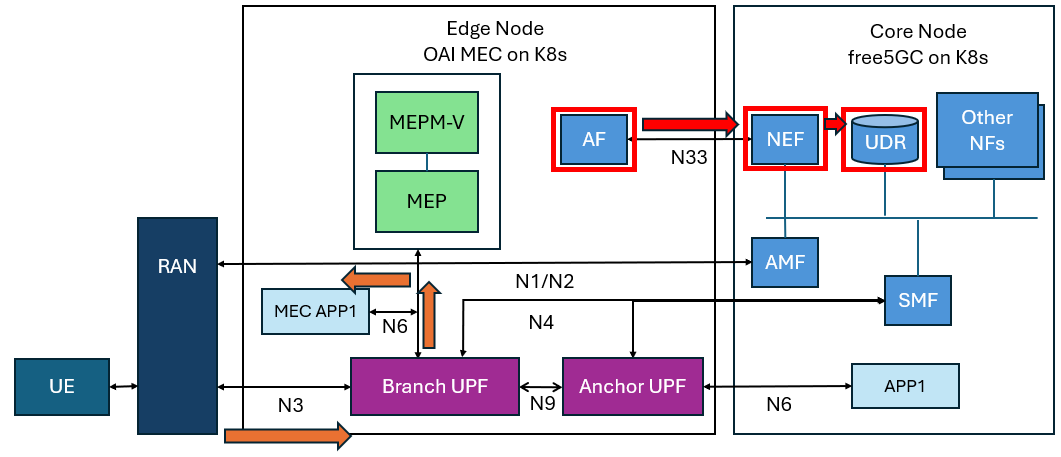 Edge Node
OAI MEC on K8s
Core Node
free5GC on K8s
MEPM-V
MEP
AF
N33
NEF
UDR
Other
NFs
RAN
AMF
N1/N2
MEC APP1
N6
N4
SMF
UE
N3
Branch UPF
N9
Anchor UPF
N6
APP1